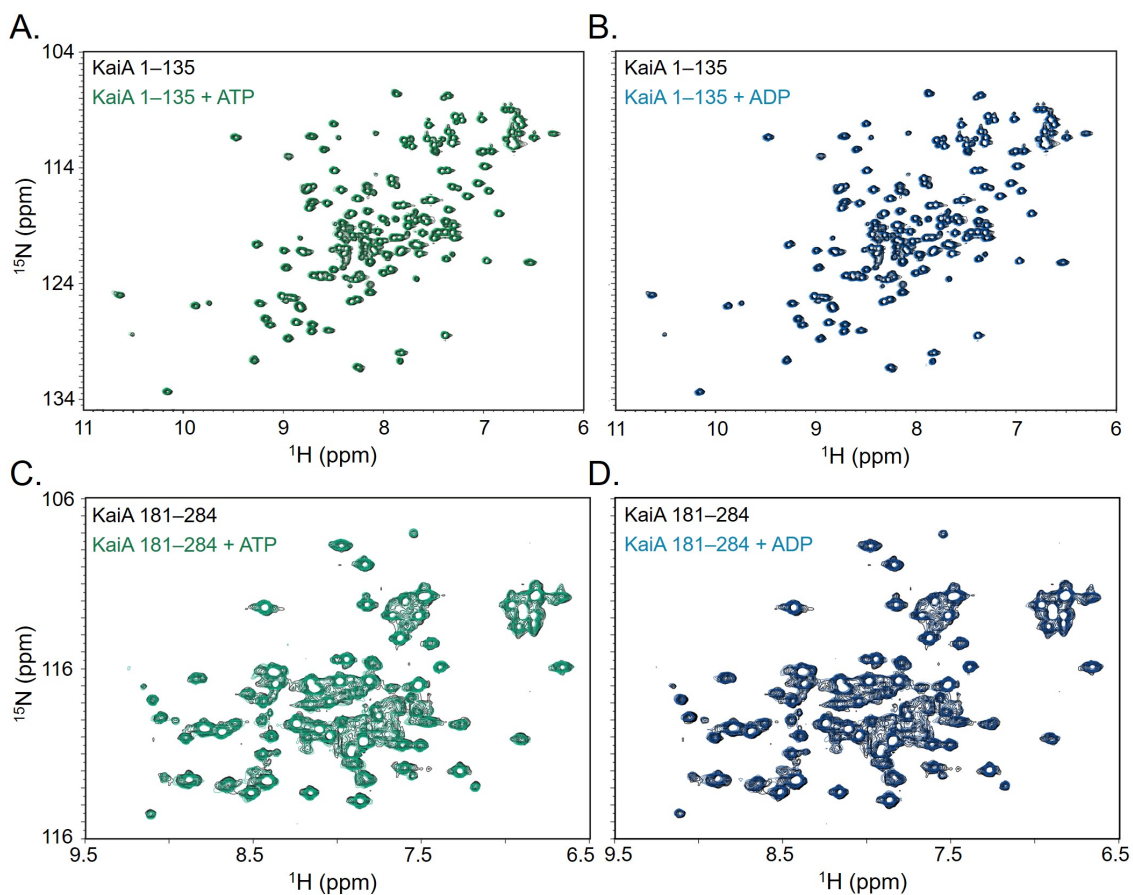 A.
B.
104
KaiA 1–135
KaiA 1–135 + ATP
KaiA 1–135
KaiA 1–135 + ADP
114
124
134
¹⁵N (ppm)
11 10 9 8 7 6
11 10 9 8 7 6
¹H (ppm)
¹H (ppm)
C.
D.
106
KaiA 181–284
KaiA 181–284 + ATP
KaiA 181–284
KaiA 181–284 + ADP
116
116
¹⁵N (ppm)
9.5 8.5 7.5 6.5
9.5 8.5 7.5 6.5
¹H (ppm)
¹H (ppm)